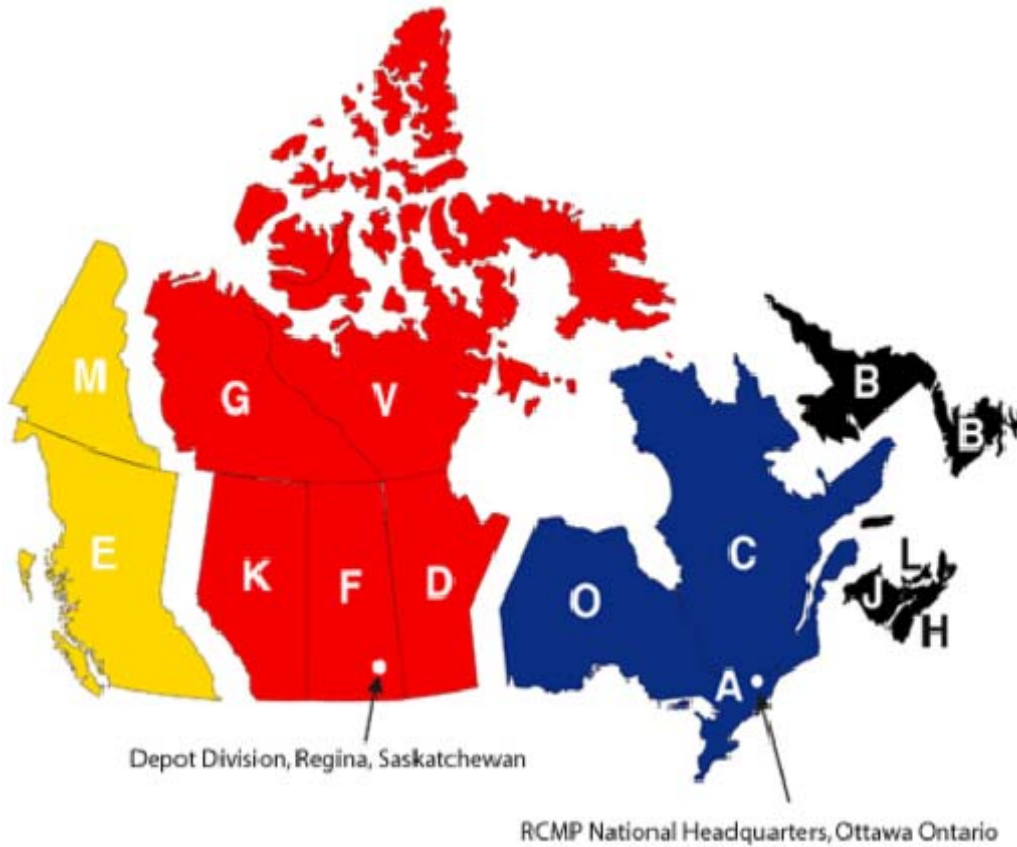 M
G
V
B
B
E
K
F
D
O
C
L
J
H
A
Depot Division, Regina, Saskatchewan
RCMP National Headquarters, Ottawa Ontario